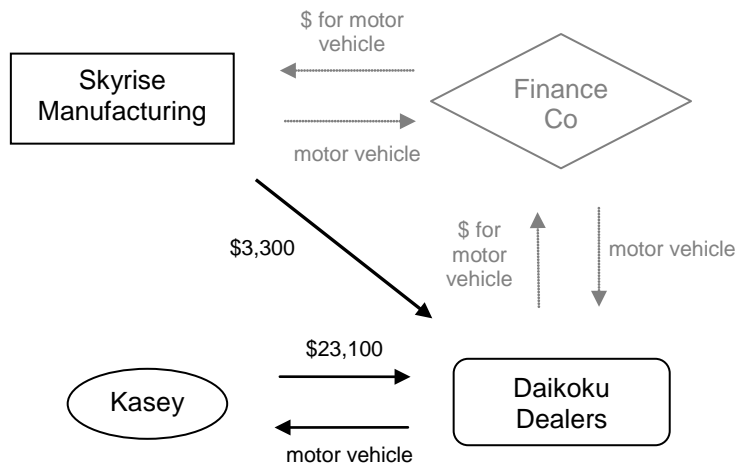 $ for motor
vehicle
Skyrise
Manufacturing
Finance
Co
motor vehicle
$3,300
$ for
motor
vehicle
motor vehicle
$23,100
Kasey
Daikoku
Dealers
motor vehicle